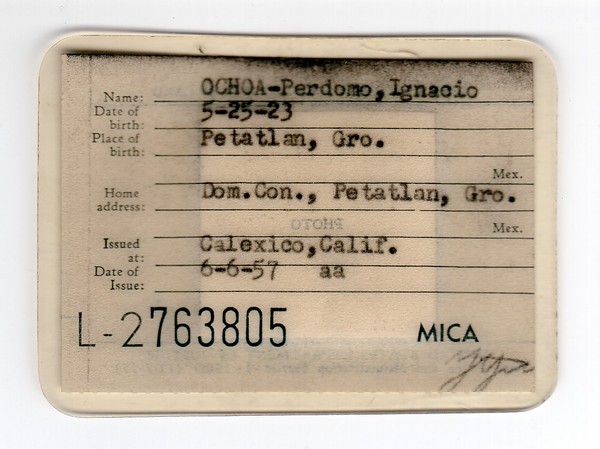 Name: OCHOA-Perdomo,Ignacio
Date of birth: 5-25-23
Place of birth: Petatlan, Gro.
Mex.
Home address: Dom.Con., Petatlan, Gro.
Mex.
PHOTO
Issued at: Calexico,Calif.
Date of Issue: 6-6-57 aa
L-2763805 MICA